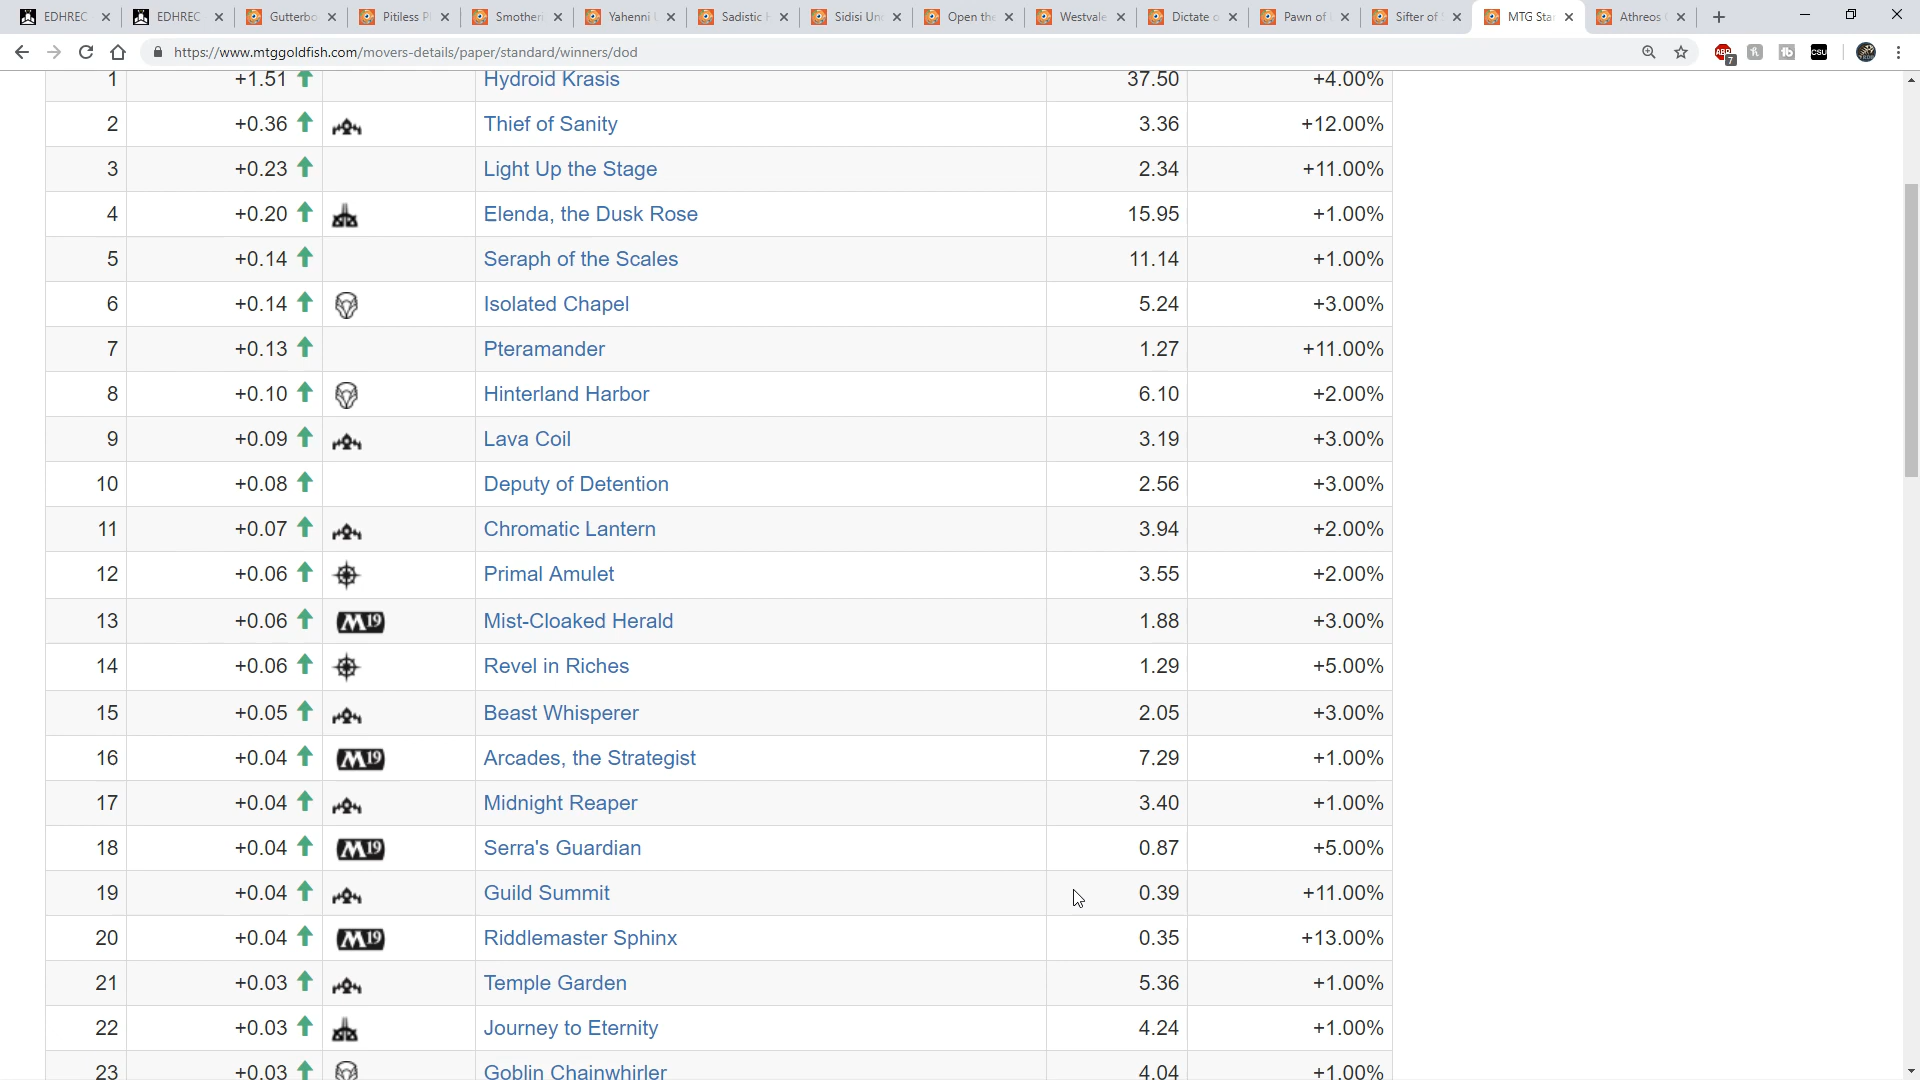 EDHREC
EDHREC
Gutterbo
Pitiless P
Smother
Yahenni
Sadistic
Sidisi Un
Open the
Westvale
Dictate o
Pawn of
Sifter of
MTG Sta
Athreos
https://www.mtggoldfish.com/movers-details/paper/standard/winners/dod
ABP
7
tb
CSU
1 +1.51 Hydroid Krasis 37.50 +4.00%
2 +0.36 Thief of Sanity 3.36 +12.00%
3 +0.23 Light Up the Stage 2.34 +11.00%
4 +0.20 Elenda, the Dusk Rose 15.95 +1.00%
5 +0.14 Seraph of the Scales 11.14 +1.00%
6 +0.14 Isolated Chapel 5.24 +3.00%
7 +0.13 Pteramander 1.27 +11.00%
8 +0.10 Hinterland Harbor 6.10 +2.00%
9 +0.09 Lava Coil 3.19 +3.00%
10 +0.08 Deputy of Detention 2.56 +3.00%
11 +0.07 Chromatic Lantern 3.94 +2.00%
12 +0.06 Primal Amulet 3.55 +2.00%
13 +0.06 M19 Mist-Cloaked Herald 1.88 +3.00%
14 +0.06 Revel in Riches 1.29 +5.00%
15 +0.05 Beast Whisperer 2.05 +3.00%
16 +0.04 M19 Arcades, the Strategist 7.29 +1.00%
17 +0.04 Midnight Reaper 3.40 +1.00%
18 +0.04 M19 Serra's Guardian 0.87 +5.00%
19 +0.04 Guild Summit 0.39 +11.00%
20 +0.04 M19 Riddlemaster Sphinx 0.35 +13.00%
21 +0.03 Temple Garden 5.36 +1.00%
22 +0.03 Journey to Eternity 4.24 +1.00%
23 +0.03 Goblin Chainwhirler 4.04 +1.00%